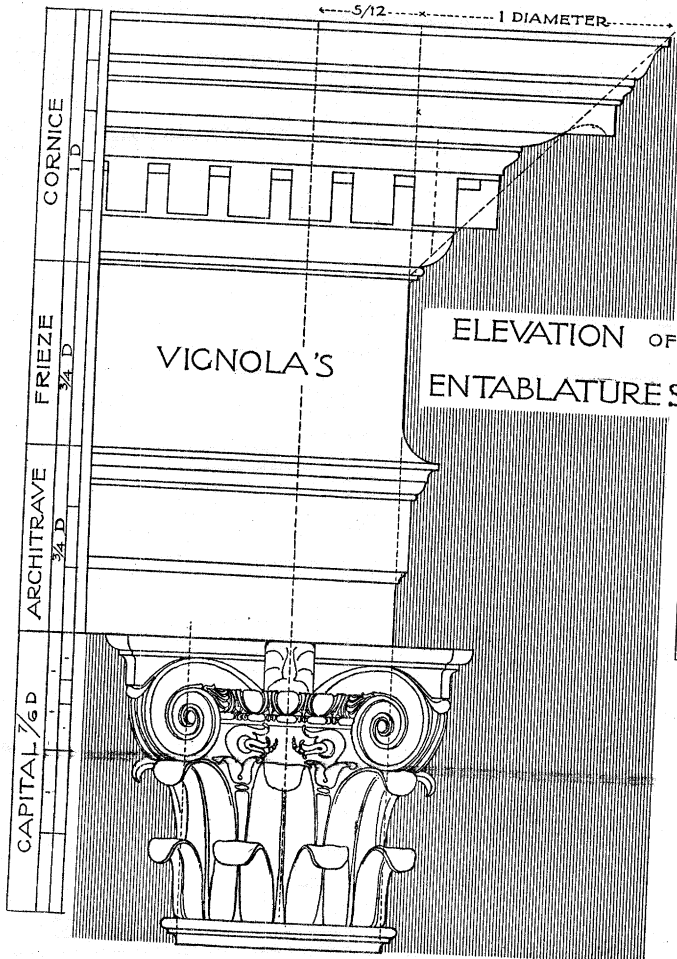 5/12 1 DIAMETER
CORNICE
1 D
FRIEZE
3/4 D
ARCHITRAVE
3/4 D
CAPITAL 7/6 D
VIGNOLA'S
ELEVATION OF
ENTABLATURES